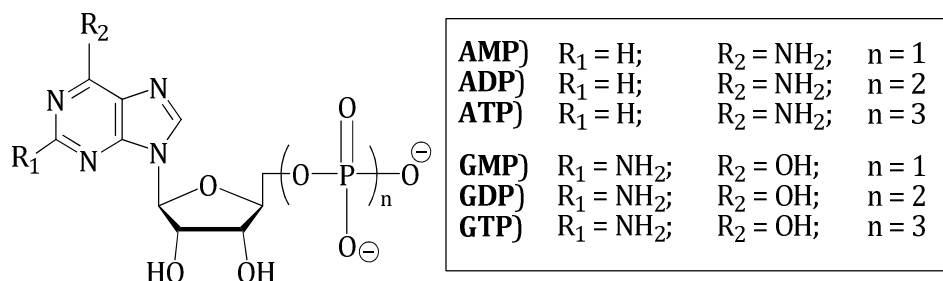 R₂
N
N
N
N
R₁
O
O
O
P
n
O⊖
O⊖
HO
OH
AMP) R₁ = H; R₂ = NH₂; n = 1
ADP) R₁ = H; R₂ = NH₂; n = 2
ATP) R₁ = H; R₂ = NH₂; n = 3
GMP) R₁ = NH₂; R₂ = OH; n = 1
GDP) R₁ = NH₂; R₂ = OH; n = 2
GTP) R₁ = NH₂; R₂ = OH; n = 3